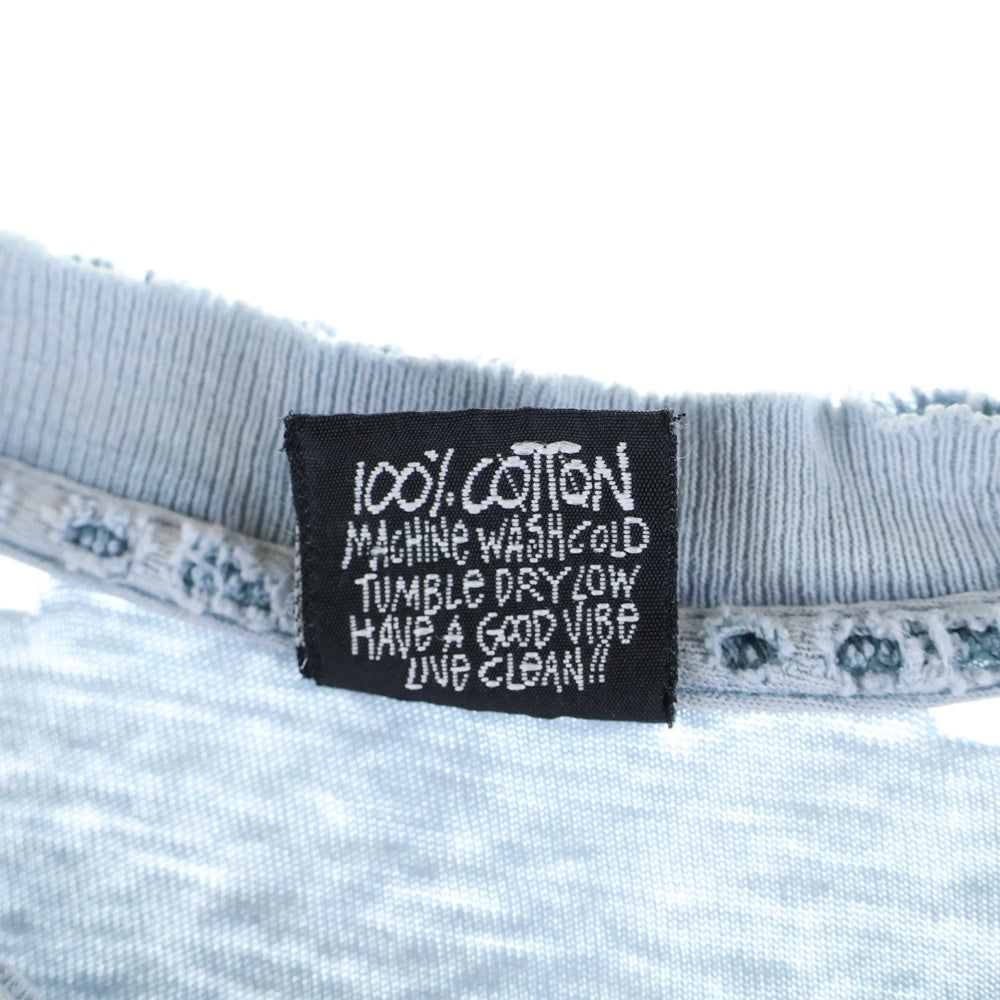 100% COTTON
MACHINE WASH COLD
TUMBLE DRY LOW
HAVE A GOOD VIBE
LIVE CLEAN!!